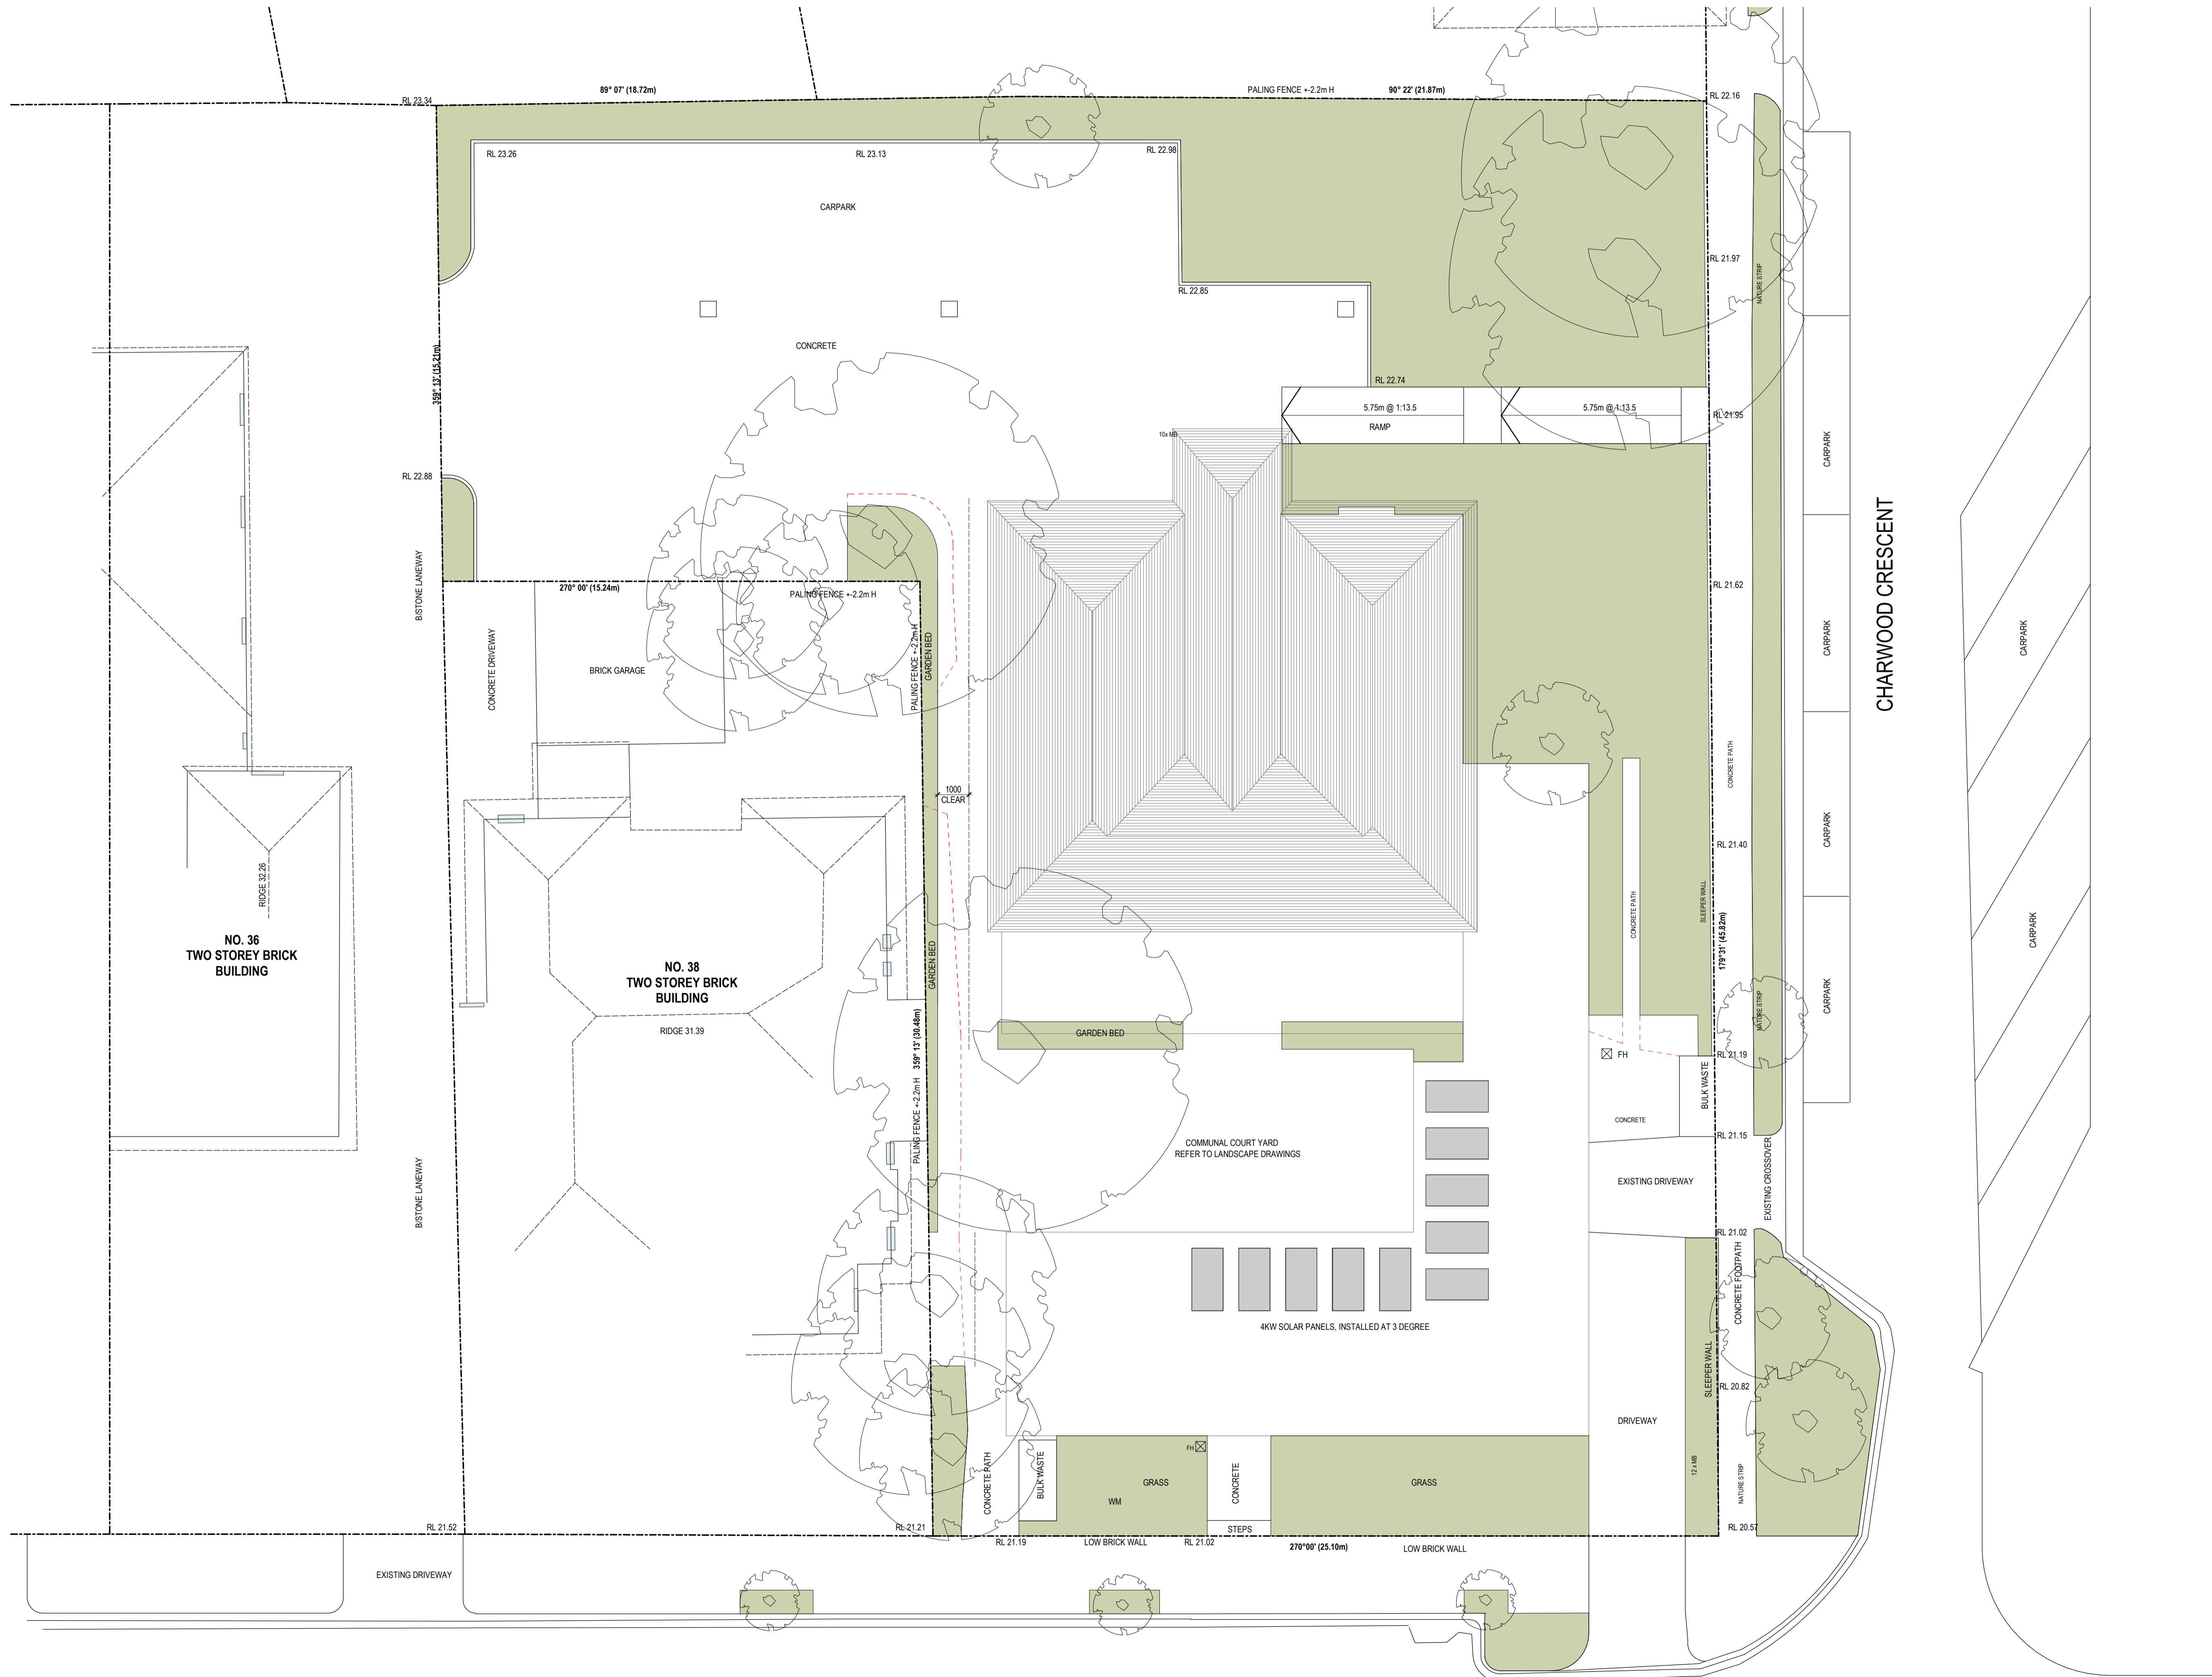 89° 07' (18.72m)
PALING FENCE +-2.2m H
90° 22' (21.87m)
RL 23.34
RL 22.16
RL 23.26
RL 23.13
RL 22.98
CARPARK
RL 21.97
NATURE STRIP
RL 22.85
CONCRETE
359° 13' (15.21m)
RL 22.74
5.75m @ 1:13.5
RAMP
5.75m @ 1:13.5
RL 21.95
10x MB
CARPARK
RL 22.88
CHARWOOD CRESCENT
BISTONE LANEWAY
270° 00' (15.24m)
PALING FENCE +-2.2m H
RL 21.62
CONCRETE DRIVEWAY
BRICK GARAGE
PALING FENCE +-2.2m H
GARDEN BED
CARPARK
CARPARK
CONCRETE PATH
1000
CLEAR
RL 21.40
CARPARK
RIDGE 32.26
NO. 36
TWO STOREY BRICK
BUILDING
NO. 38
TWO STOREY BRICK
BUILDING
RIDGE 31.39
GARDEN BED
CONCRETE PATH
SLEEPER WALL
179°31' (45.82m)
CARPARK
CARPARK
NATURE STRIP
GARDEN BED
359° 13' (30.48m)
PALING FENCE +-2.2m H
FH
RL 21.19
BULK WASTE
CONCRETE
RL 21.15
COMMUNAL COURT YARD
REFER TO LANDSCAPE DRAWINGS
EXISTING DRIVEWAY
EXISTING CROSSOVER
BISTONE LANEWAY
RL 21.02
CONCRETE FOOTPATH
4KW SOLAR PANELS, INSTALLED AT 3 DEGREE
SLEEPER WALL
RL 20.82
DRIVEWAY
FH
CONCRETE PATH
BULK WASTE
GRASS
WM
CONCRETE
GRASS
12 x MB
NATURE STRIP
RL 21.52
RL 21.21
STEPS
RL 20.57
RL 21.19
LOW BRICK WALL
RL 21.02
270°00' (25.10m)
LOW BRICK WALL
EXISTING DRIVEWAY